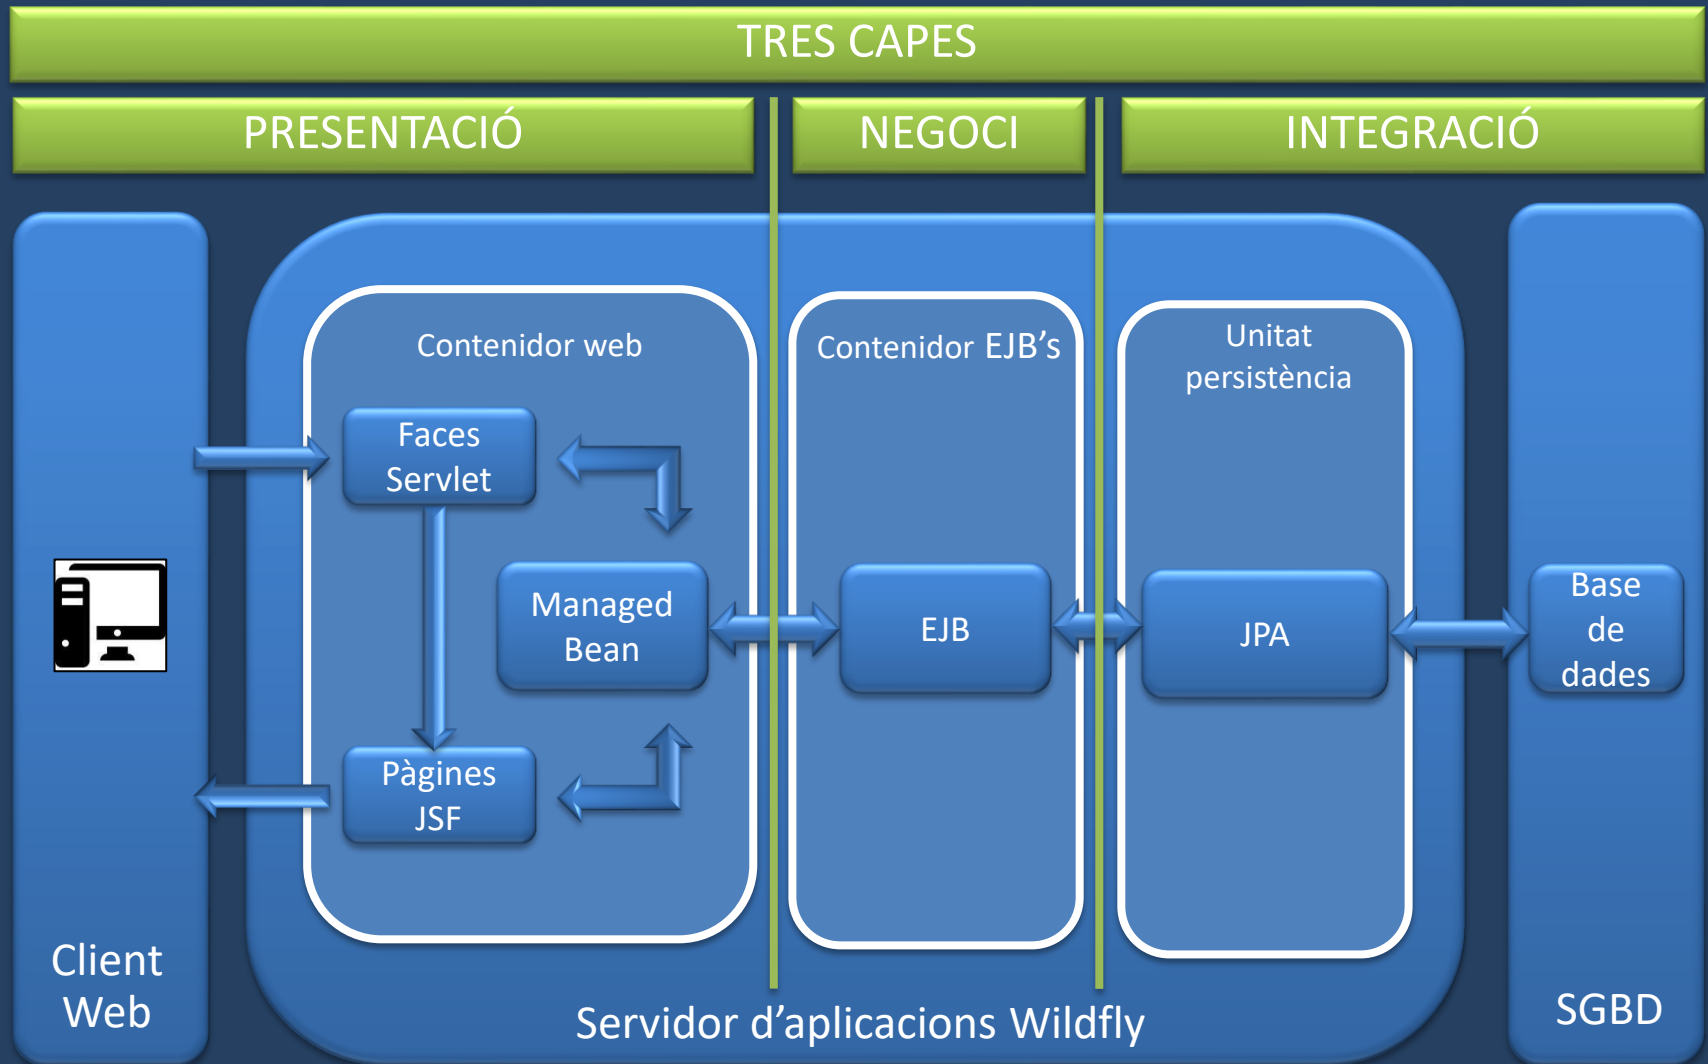 TRES CAPES
PRESENTACIÓ
NEGOCI
INTEGRACIÓ
Contenidor web
Contenidor EJB’s
Unitat
persistència
Faces
Servlet
Managed
Bean
EJB
JPA
Base
de
dades
Pàgines
JSF
Client
Web
Servidor d’aplicacions Wildfly
SGBD